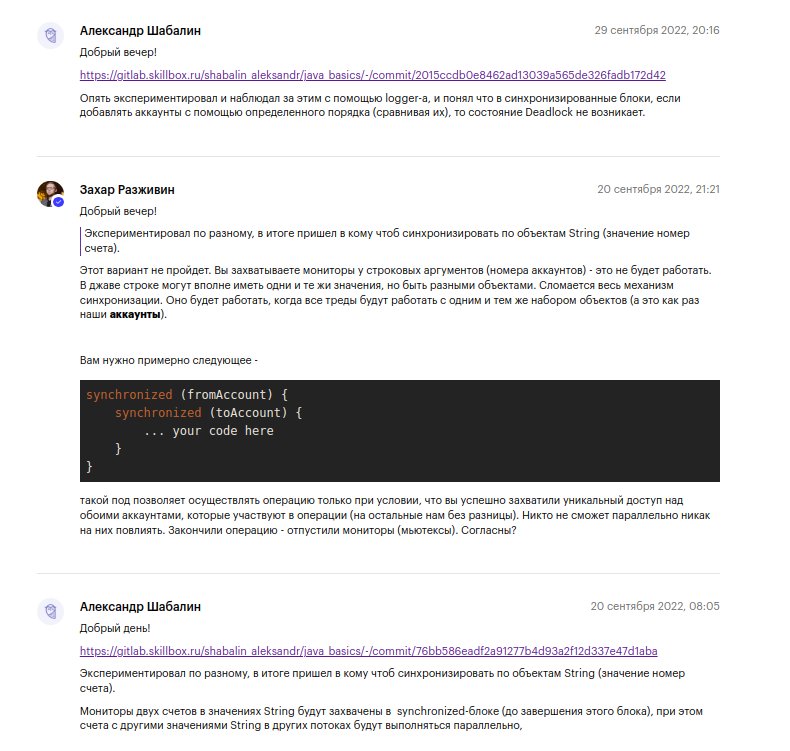 Александр Шабалин
29 сентября 2022, 20:16
Добрый вечер!
https://gitlab.skillbox.ru/shabalin_aleksandr/java_basics/-/commit/2015ccdb0e8462ad13039a565de326fadb172d42
Опять экспериментировал и наблюдал за этим с помощью logger-а, и понял что в синхронизированные блоки, если
добавлять аккаунты с помощью определенного порядка (сравнивая их), то состояние Deadlock не возникает.
Захар Разживин
20 сентября 2022, 21:21
Добрый вечер!
Экспериментировал по разному, в итоге пришел в кому чтоб синхронизировать по объектам String (значение номер
счета).
Этот вариант не пройдет. Вы захватываете мониторы у строковых аргументов (номера аккаунтов) - это не будет работать.
В джаве строке могут вполне иметь одни и те жи значения, но быть разными объектами. Сломается весь механизм
синхронизации. Оно будет работать, когда все треды будут работать с одним и тем же набором объектов (а это как раз
наши аккаунты).
Вам нужно примерно следующее -
synchronized (fromAccount) {
synchronized (toAccount) {
... your code here
}
}
такой под позволяет осуществлять операцию только при условии, что вы успешно захватили уникальный доступ над
обоими аккаунтами, которые участвуют в операции (на остальные нам без разницы). Никто не сможет параллельно никак
на них повлиять. Закончили операцию - отпустили мониторы (мьютексы). Согласны?
Александр Шабалин
20 сентября 2022, 08:05
Добрый день!
https://gitlab.skillbox.ru/shabalin_aleksandr/java_basics/-/commit/76bb586eadf2a91277b4d93a2f12d337e47d1aba
Экспериментировал по разному, в итоге пришел в кому чтоб синхронизировать по объектам String (значение номер
счета).
Мониторы двух счетов в значениях String будут захвачены в synchronized-блоке (до завершения этого блока), при этом
счета с другими значениями String в других потоках будут выполняться параллельно,